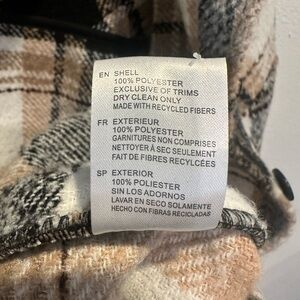 EN SHELL
100% POLYESTER
EXCLUSIVE OF TRIMS
DRY CLEAN ONLY
MADE WITH RECYCLED FIBERS
FR EXTERIEUR
100% POLYESTER
GARNITURES NON COMPRISES
NETTOYER À SEC SEULEMENT
FAIT DE FIBRES RECYLCÉES
SP EXTERIOR
100% POLIESTER
SIN LOS ADORNOS
LAVAR EN SECO SOLAMENTE
HECHO CON FIBRAS RECICLADAS